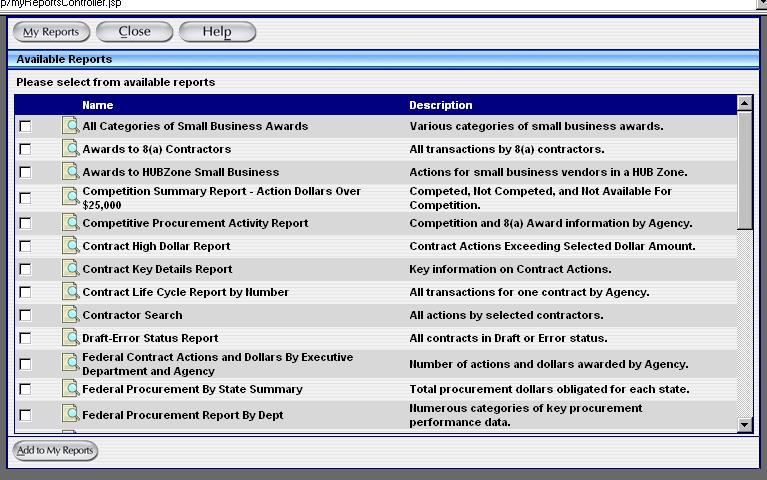 p7myReportsController.jsp
My Reports Close Help
Available Reports
Please select from available reports
Name Description
All Categories of Small Business Awards Various categories of small business awards.
Awards to 8(a) Contractors All transactions by 8(a) contractors.
Awards to HUBZone Small Business Actions for small business vendors in a HUB Zone.
Competition Summary Report - Action Dollars Over Competed, Not Competed, and Not Available For
$25,000 Competition.
Competitive Procurement Activity Report Competition and 8(a) Award information by Agency.
Contract High Dollar Report Contract Actions Exceeding Selected Dollar Amount.
Contract Key Details Report Key information on Contract Actions.
Contract Life Cycle Report by Number All transactions for one contract by Agency.
Contractor Search All actions by selected contractors.
Draft-Error Status Report All contracts in Draft or Error status.
Federal Contract Actions and Dollars By Executive
Department and Agency Number of actions and dollars awarded by Agency.
Federal Procurement By State Summary Total procurement dollars obligated for each state.
Federal Procurement Report By Dept Numerous categories of key procurement
performance data.
Add to My Reports